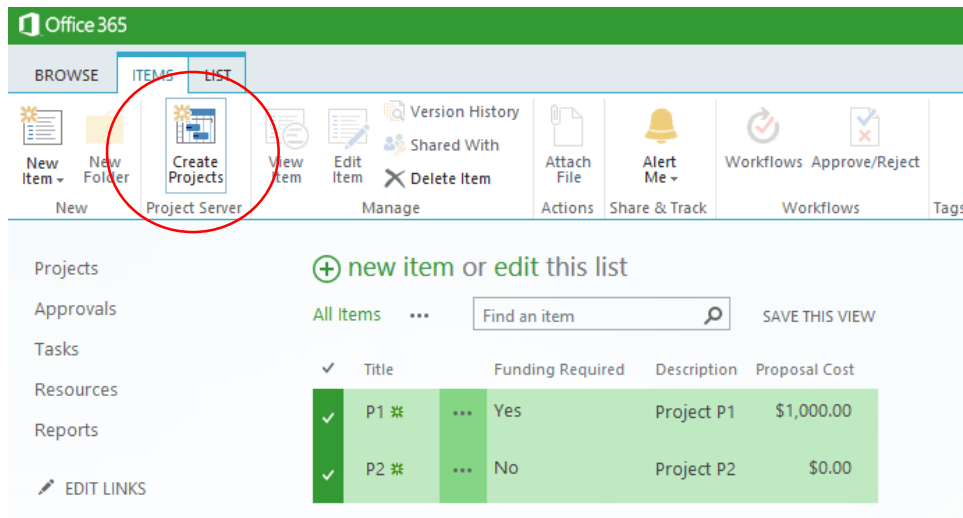 Office 365
BROWSE ITEMS LIST
New Item
New Folder
Create Projects
View Item
Edit Item
Version History
Shared With
Delete Item
Attach File
Alert Me
Workflows Approve/Reject
New Project Server Manage Actions Share & Track Workflows Tags
Projects
Approvals
Tasks
Resources
Reports
EDIT LINKS
new item or edit this list
All Items ... Find an item SAVE THIS VIEW
Title Funding Required Description Proposal Cost
P1 ... Yes Project P1 $1,000.00
P2 ... No Project P2 $0.00